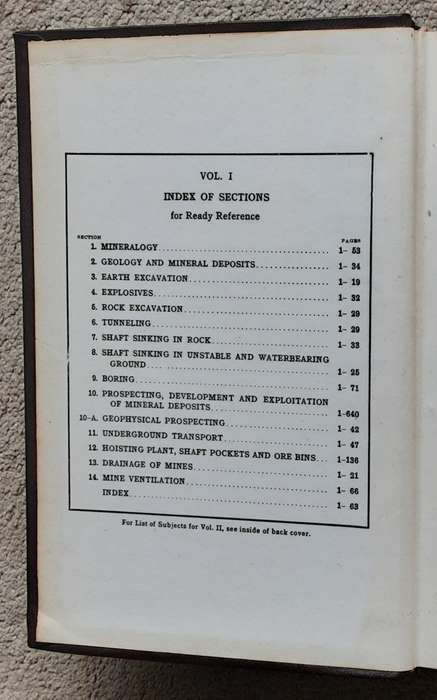 VOL. I
INDEX OF SECTIONS
for Ready Reference
SECTION PAGES
1. MINERALOGY 1- 53
2. GEOLOGY AND MINERAL DEPOSITS 1- 34
3. EARTH EXCAVATION 1- 19
4. EXPLOSIVES 1- 32
5. ROCK EXCAVATION 1- 29
6. TUNNELING 1- 29
7. SHAFT SINKING IN ROCK 1- 33
8. SHAFT SINKING IN UNSTABLE AND WATERBEARING
GROUND 1- 25
9. BORING 1- 71
10. PROSPECTING, DEVELOPMENT AND EXPLOITATION
OF MINERAL DEPOSITS 1-640
10-A. GEOPHYSICAL PROSPECTING 1- 42
11. UNDERGROUND TRANSPORT 1- 47
12. HOISTING PLANT, SHAFT POCKETS AND ORE BINS 1-136
13. DRAINAGE OF MINES 1- 21
14. MINE VENTILATION 1- 66
INDEX 1- 63
For List of Subjects for Vol. II, see inside of back cover.